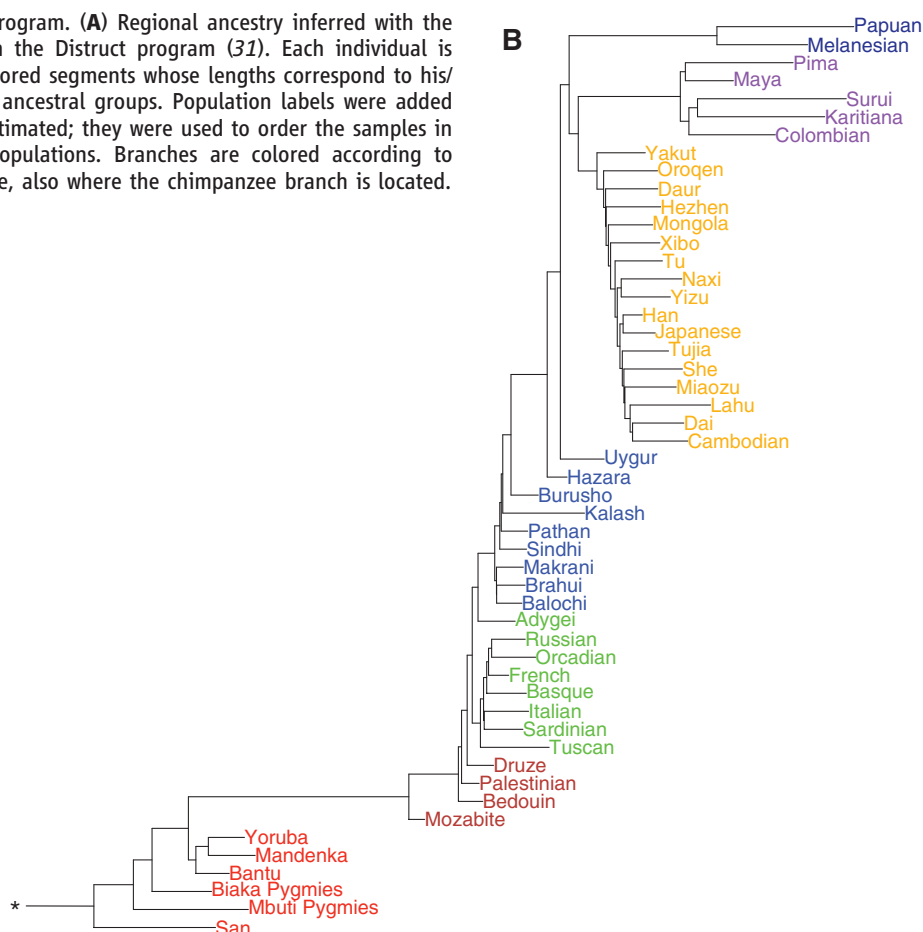 rogram. (A) Regional ancestry inferred with the
n the Distruct program (31). Each individual is
ored segments whose lengths correspond to his/
ancestral groups. Population labels were added
timated; they were used to order the samples in
opulations. Branches are colored according to
e, also where the chimpanzee branch is located.
B
Papuan
Melanesian
Pima
Maya
Surui
Karitiana
Colombian
Yakut
Oroqen
Daur
Hezhen
Mongola
Xibo
Tu
Naxi
Yizu
Han
Japanese
Tujia
She
Miaozu
Lahu
Dai
Cambodian
Uygur
Hazara
Burusho
Kalash
Pathan
Sindhi
Makrani
Brahui
Balochi
Adygei
Russian
Orcadian
French
Basque
Italian
Sardinian
Tuscan
Druze
Palestinian
Bedouin
Mozabite
Yoruba
Mandenka
Bantu
Biaka Pygmies
Mbuti Pygmies
*
San